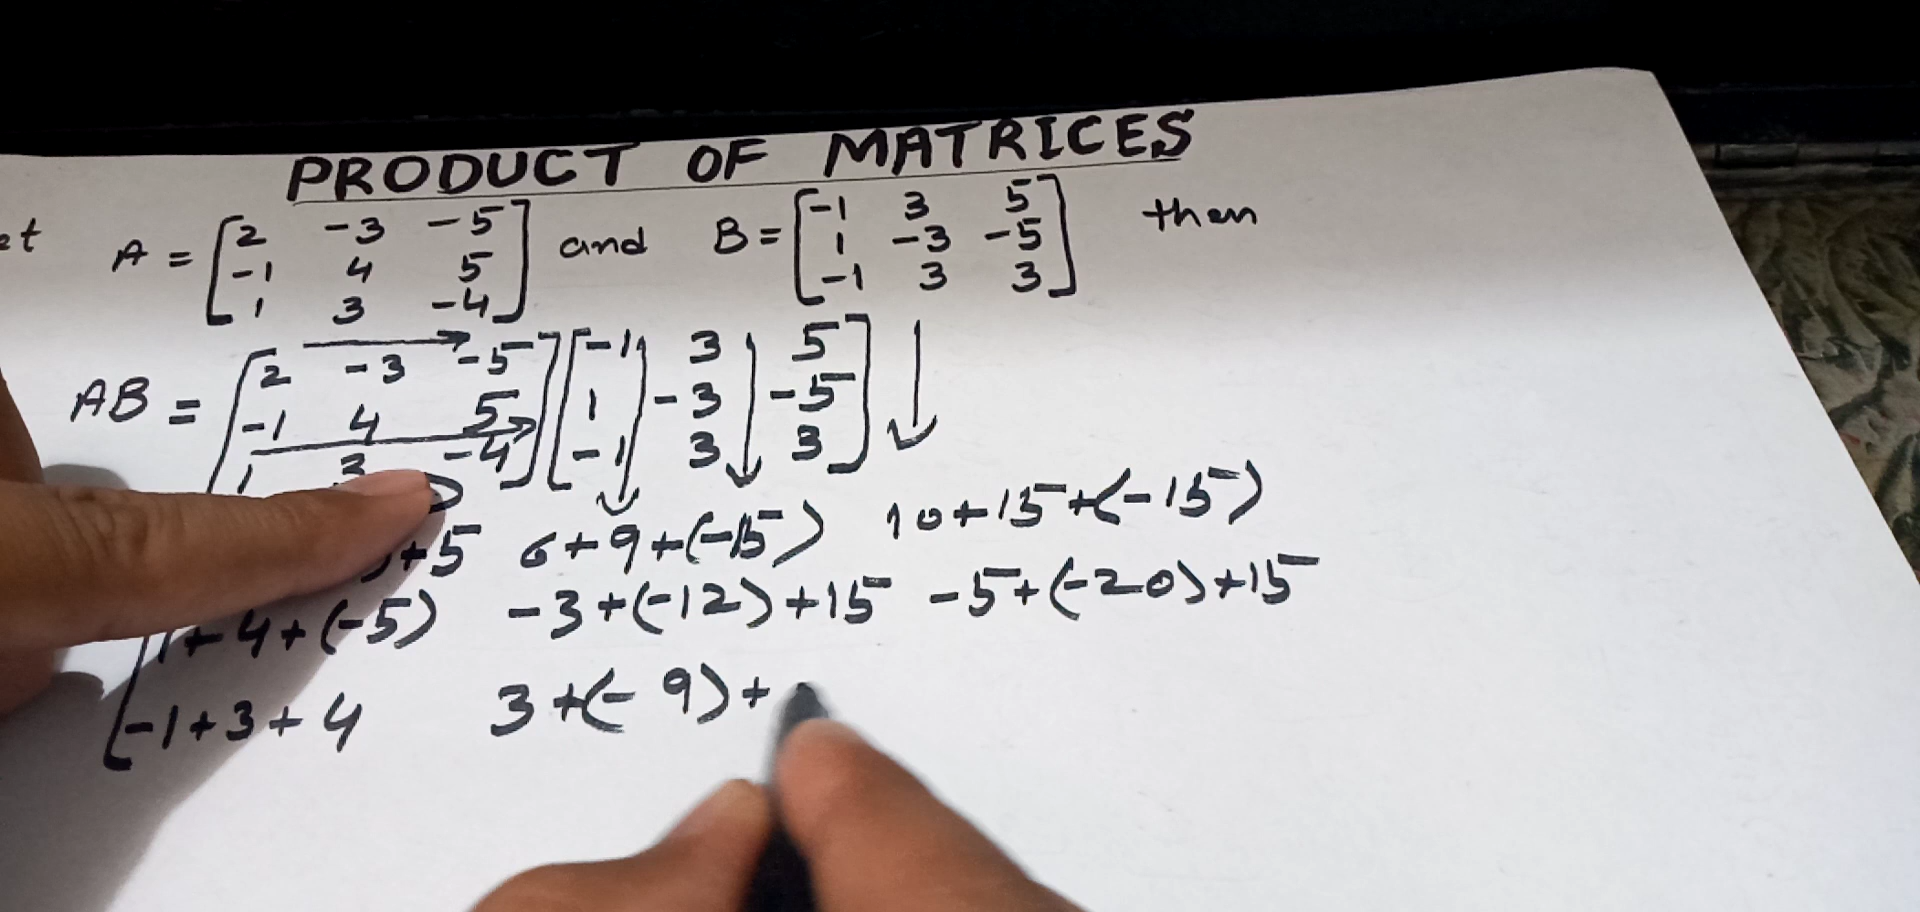 PRODUCT OF MATRICES
et A = [2 -3 -5 and B = [-1 3 5 then
-1 4 5 1 -3 -5
1 3 -4] -1 3 3]
AB = [2 -3 -5 [-1 3 5
-1 4 5 1 -3 -5
1 3 -4] -1 3 3]
+5 6+9+(-15) 10+15+(-15)
1+4+(-5) -3+(-12)+15 -5+(-20)+15
-1+3+4 3+(-9)+